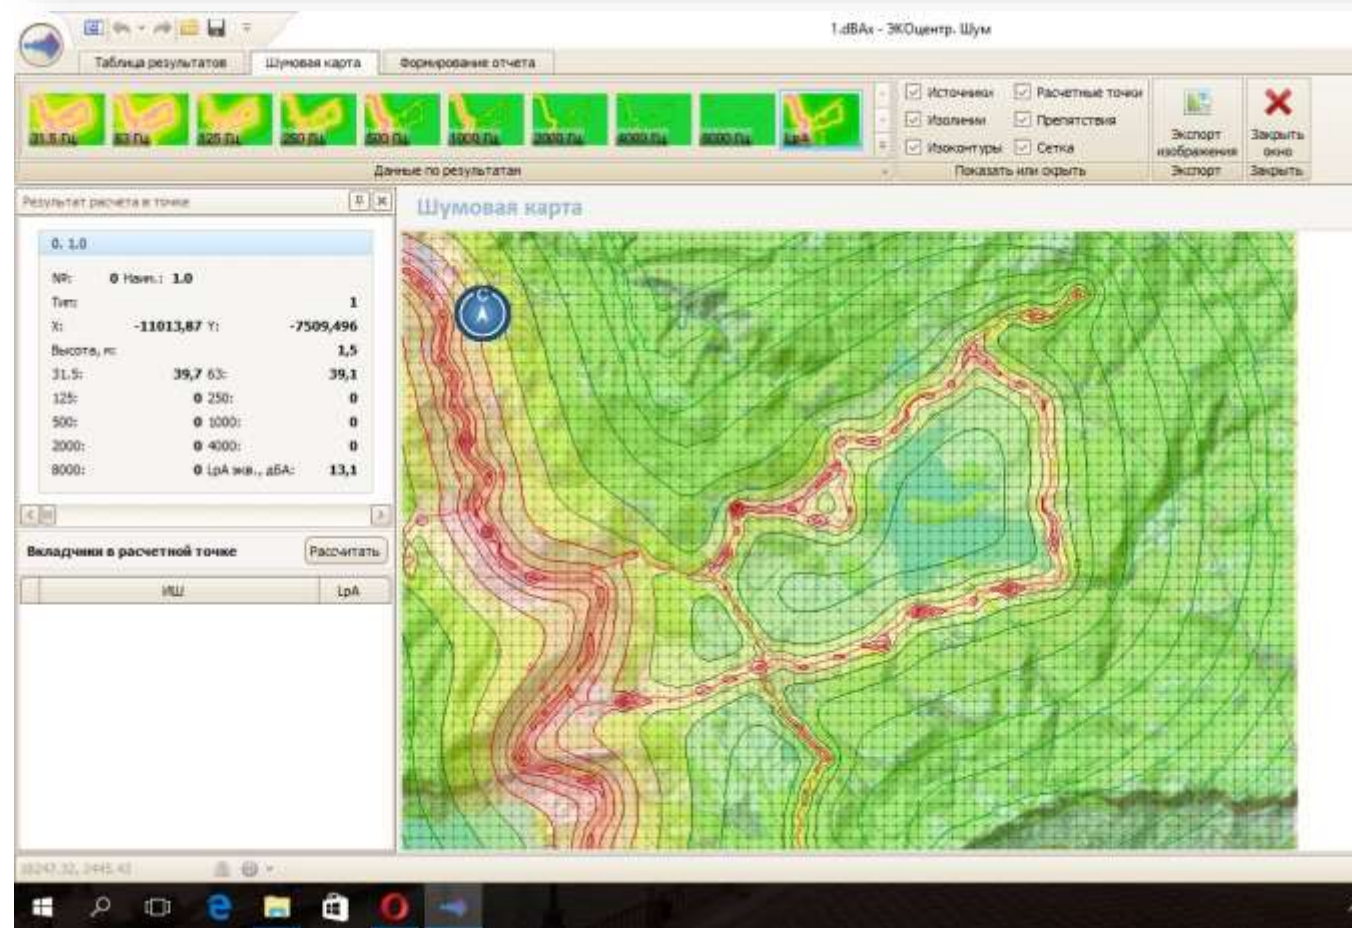 1.dBAx - ЭКОцентр. Шум
Таблица результатов Шумовая карта Формирование отчета
31.5 Гц 63 Гц 125 Гц 250 Гц 500 Гц 1000 Гц 2000 Гц 4000 Гц 8000 Гц LpA
Источники Расчетные точки
Изолинии Препятствия
Изоконтуры Сетка
Экспорт изображения
Закрыть окно
Данные по результатам Показать или скрыть Экспорт Закрыть
Результат расчета в точке
Шумовая карта
0. 1.0
№: 0 Наим.: 1.0
Тип: 1
X: -11013,87 Y: -7509,496
Высота, м: 1,5
31.5: 39,7 63: 39,1
125: 0 250: 0
500: 0 1000: 0
2000: 0 4000: 0
8000: 0 LpA экв., дБА: 13,1
Вкладчики в расчетной точке Рассчитать
ИШ LpA
С